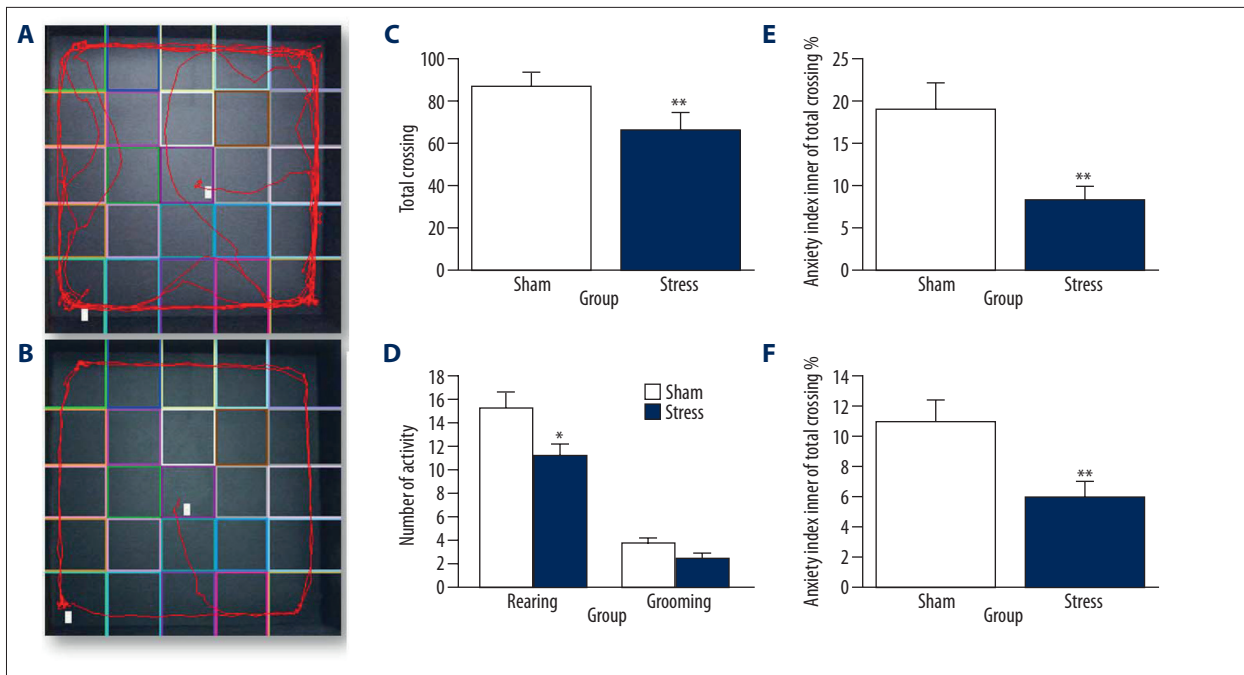 A
B
C
Total crossing
100
80
60
40
20
0
**
Sham
Stress
Group
D
Number of activity
18
16
14
12
10
8
6
4
2
0
Sham
Stress
*
Rearing
Grooming
Group
E
Anxiety index inner of total crossing %
25
20
15
10
5
0
**
Sham
Stress
Group
F
Anxiety index inner of total crossing %
14
12
10
8
6
4
2
0
**
Sham
Stress
Group